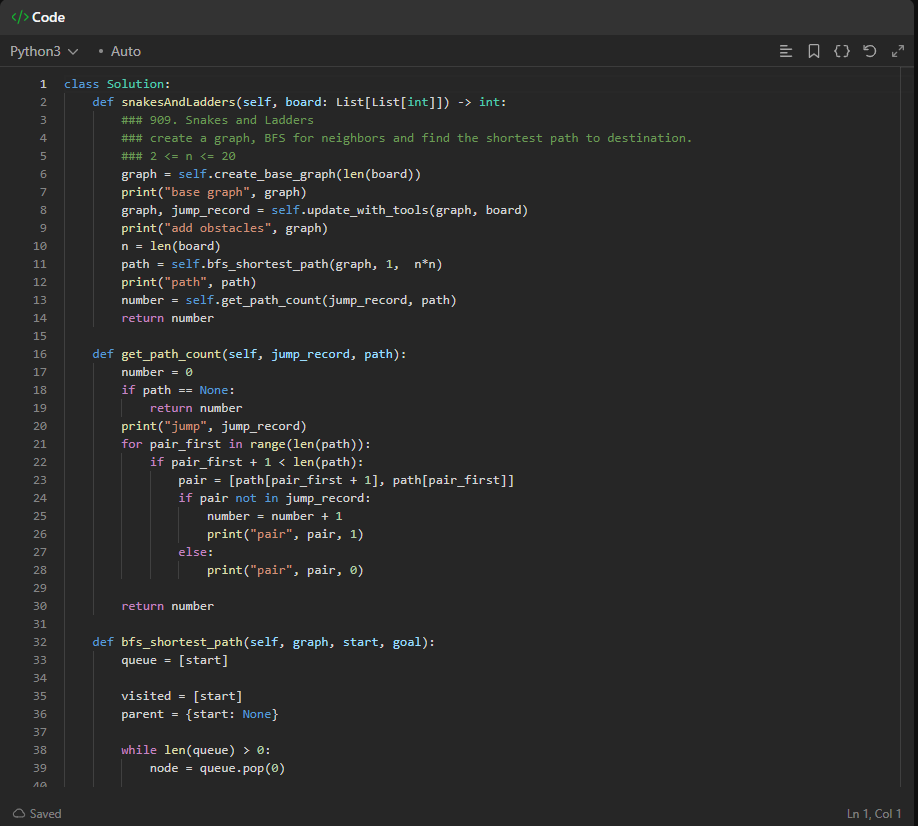 </> Code
Python3 • Auto
1 class Solution:
2 def snakesAndLadders(self, board: List[List[int]]) -> int:
3 ### 909. Snakes and Ladders
4 ### create a graph, BFS for neighbors and find the shortest path to destination.
5 ### 2 <= n <= 20
6 graph = self.create_base_graph(len(board))
7 print("base graph", graph)
8 graph, jump_record = self.update_with_tools(graph, board)
9 print("add obstacles", graph)
10 n = len(board)
11 path = self.bfs_shortest_path(graph, 1,  n*n)
12 print("path", path)
13 number = self.get_path_count(jump_record, path)
14 return number
15
16 def get_path_count(self, jump_record, path):
17 number = 0
18 if path == None:
19 return number
20 print("jump", jump_record)
21 for pair_first in range(len(path)):
22 if pair_first + 1 < len(path):
23 pair = [path[pair_first + 1], path[pair_first]]
24 if pair not in jump_record:
25 number = number + 1
26 print("pair", pair, 1)
27 else:
28 print("pair", pair, 0)
29
30 return number
31
32 def bfs_shortest_path(self, graph, start, goal):
33 queue = [start]
34
35 visited = [start]
36 parent = {start: None}
37
38 while len(queue) > 0:
39 node = queue.pop(0)
40
Saved
Ln 1, Col 1